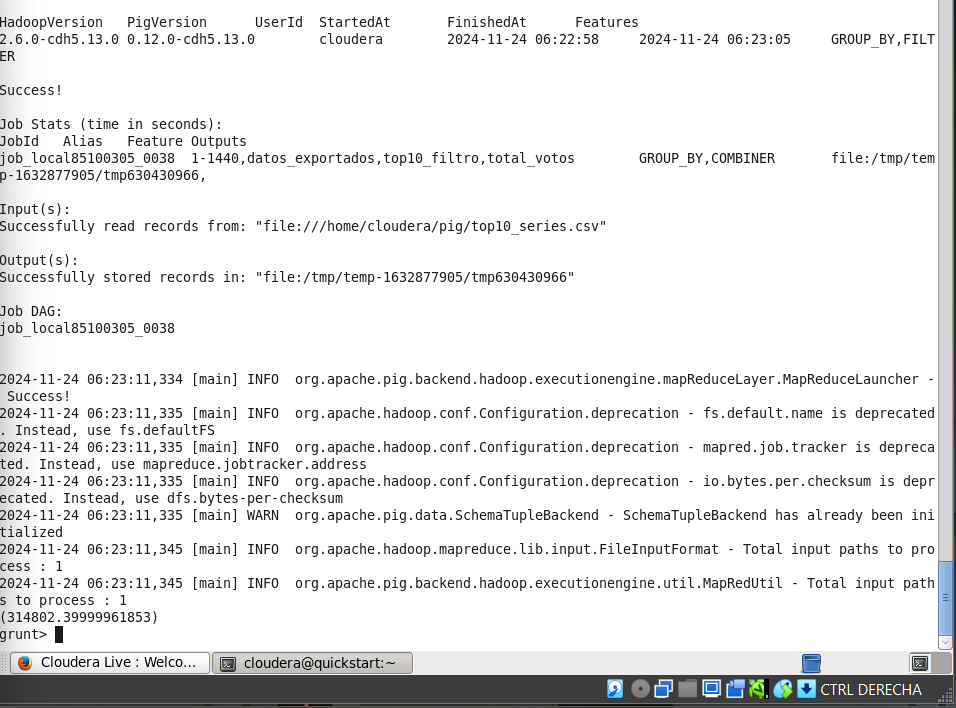 HadoopVersion PigVersion UserId StartedAt FinishedAt Features
2.6.0-cdh5.13.0 0.12.0-cdh5.13.0 cloudera 2024-11-24 06:22:58 2024-11-24 06:23:05 GROUP_BY,FILT
ER
Success!
Job Stats (time in seconds):
JobId Alias Feature Outputs
job_local85100305_0038 1-1440,datos_exportados,top10_filtro,total_votos GROUP_BY,COMBINER file:/tmp/tem
p-1632877905/tmp630430966,
Input(s):
Successfully read records from: "file:///home/cloudera/pig/top10_series.csv"
Output(s):
Successfully stored records in: "file:/tmp/temp-1632877905/tmp630430966"
Job DAG:
job_local85100305_0038
2024-11-24 06:23:11,334 [main] INFO org.apache.pig.backend.hadoop.executionengine.mapReduceLayer.MapReduceLauncher -
Success!
2024-11-24 06:23:11,335 [main] INFO org.apache.hadoop.conf.Configuration.deprecation - fs.default.name is deprecated
. Instead, use fs.defaultFS
2024-11-24 06:23:11,335 [main] INFO org.apache.hadoop.conf.Configuration.deprecation - mapred.job.tracker is depreca
ted. Instead, use mapreduce.jobtracker.address
2024-11-24 06:23:11,335 [main] INFO org.apache.hadoop.conf.Configuration.deprecation - io.bytes.per.checksum is depr
ecated. Instead, use dfs.bytes-per-checksum
2024-11-24 06:23:11,335 [main] WARN org.apache.pig.data.SchemaTupleBackend - SchemaTupleBackend has already been ini
tialized
2024-11-24 06:23:11,345 [main] INFO org.apache.hadoop.mapreduce.lib.input.FileInputFormat - Total input paths to pro
cess : 1
2024-11-24 06:23:11,345 [main] INFO org.apache.pig.backend.hadoop.executionengine.util.MapRedUtil - Total input path
s to process : 1
(314802.39999961853)
grunt>
Cloudera Live : Welco... cloudera@quickstart:~
CTRL DERECHA